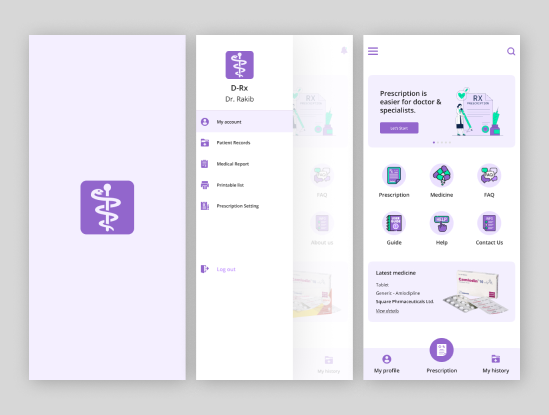 D-Rx
Dr. Rakib
My account
Patient Records
Medical Report
Printable list
Prescription Setting
Log out
FAQ
About us
My history
Prescription is
easier for doctor &
specialists.
Let's Start
RX
PRESCRIPTION
Prescription
Medicine
FAQ
Guide
Help
Contact Us
Latest medicine
Tablet
Generic - Amlodipine
Square Phrmaceuticals Ltd.
View details
My profile
Prescription
My history